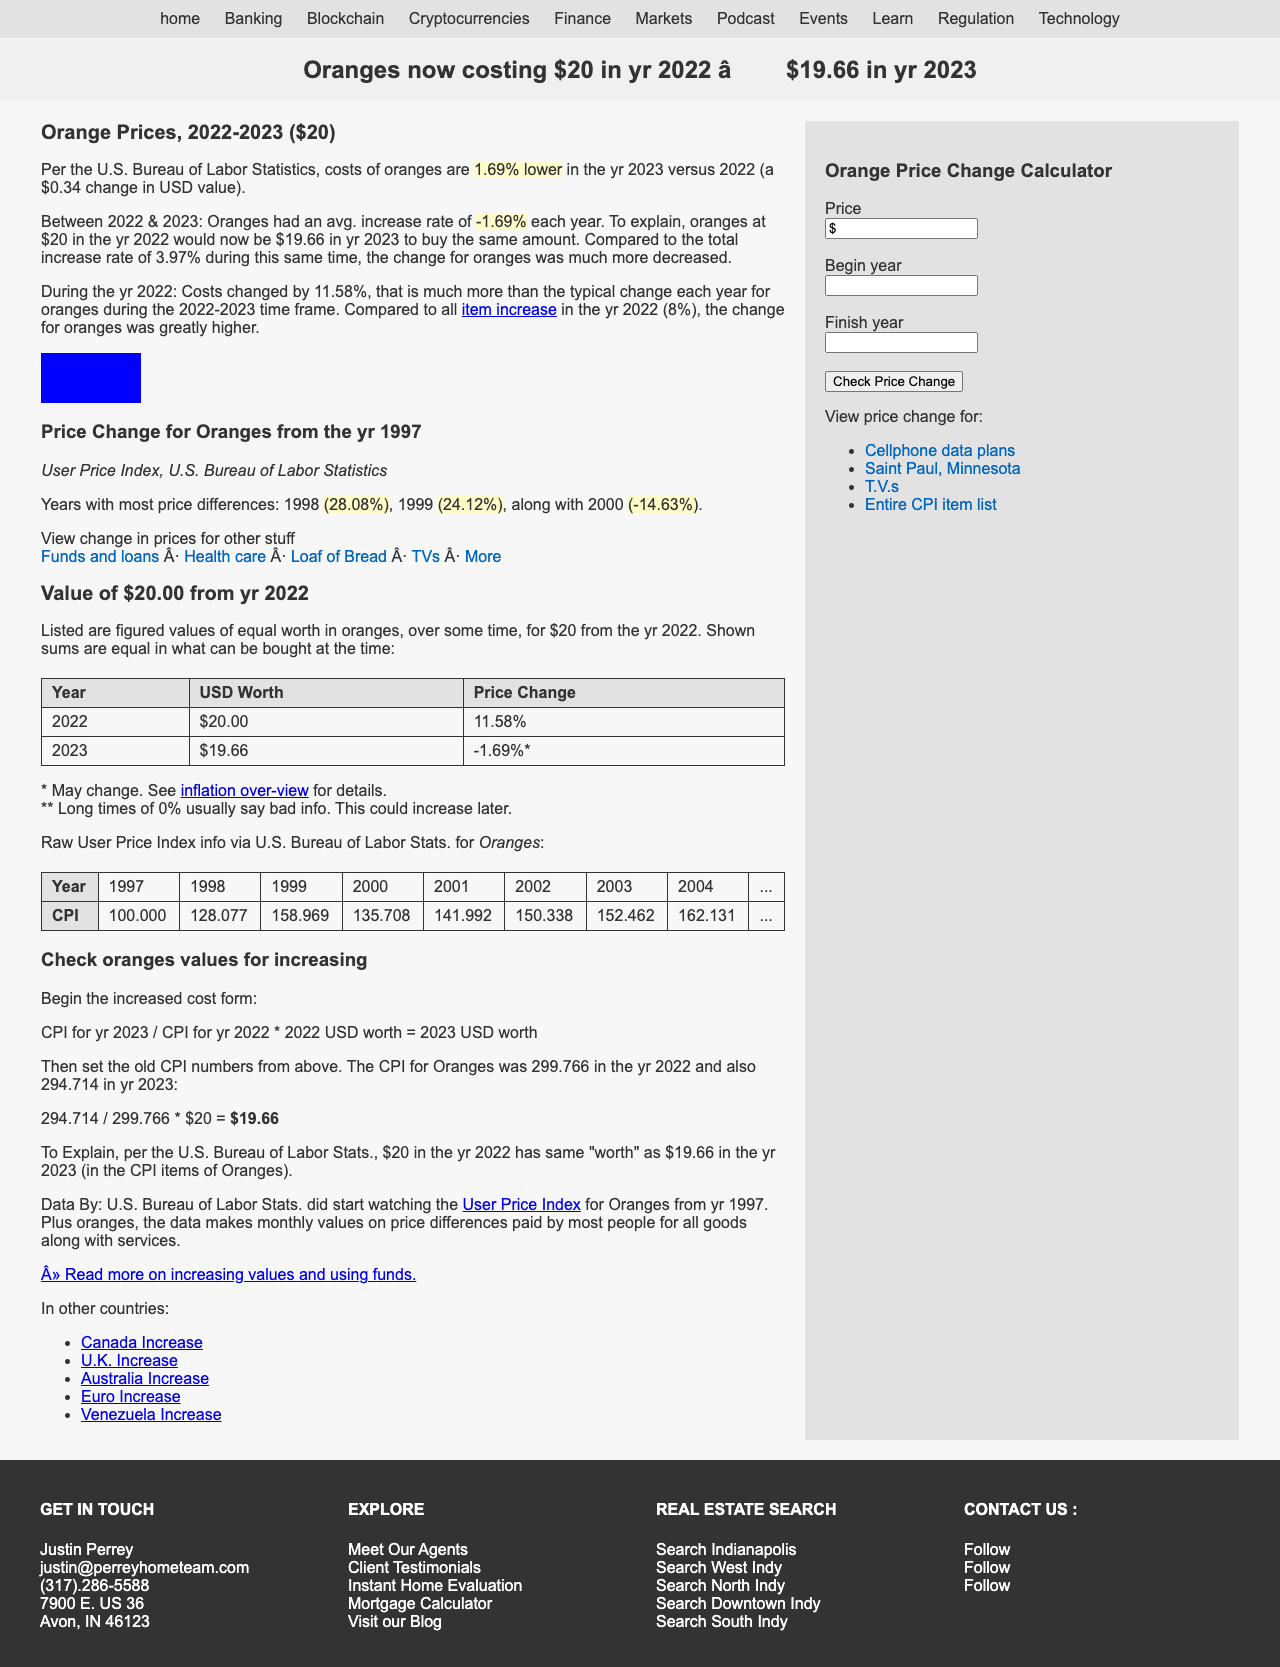 home Banking Blockchain Cryptocurrencies Finance Markets Podcast Events Learn Regulation Technology
Oranges now costing $20 in yr 2022 â $19.66 in yr 2023
Orange Prices, 2022-2023 ($20)
Per the U.S. Bureau of Labor Statistics, costs of oranges are 1.69% lower in the yr 2023 versus 2022 (a
$0.34 change in USD value).
Between 2022 & 2023: Oranges had an avg. increase rate of -1.69% each year. To explain, oranges at
$20 in the yr 2022 would now be $19.66 in yr 2023 to buy the same amount. Compared to the total
increase rate of 3.97% during this same time, the change for oranges was much more decreased.
During the yr 2022: Costs changed by 11.58%, that is much more than the typical change each year for
oranges during the 2022-2023 time frame. Compared to all item increase in the yr 2022 (8%), the change
for oranges was greatly higher.
Price Change for Oranges from the yr 1997
User Price Index, U.S. Bureau of Labor Statistics
Years with most price differences: 1998 (28.08%), 1999 (24.12%), along with 2000 (-14.63%).
View change in prices for other stuff
Funds and loans Â· Health care Â· Loaf of Bread Â· TVs Â· More
Value of $20.00 from yr 2022
Listed are figured values of equal worth in oranges, over some time, for $20 from the yr 2022. Shown
sums are equal in what can be bought at the time:
Year USD Worth Price Change
2022 $20.00 11.58%
2023 $19.66 -1.69%*
* May change. See inflation over-view for details.
** Long times of 0% usually say bad info. This could increase later.
Raw User Price Index info via U.S. Bureau of Labor Stats. for Oranges:
Year 1997 1998 1999 2000 2001 2002 2003 2004 ...
CPI 100.000 128.077 158.969 135.708 141.992 150.338 152.462 162.131 ...
Check oranges values for increasing
Begin the increased cost form:
CPI for yr 2023 / CPI for yr 2022 * 2022 USD worth = 2023 USD worth
Then set the old CPI numbers from above. The CPI for Oranges was 299.766 in the yr 2022 and also
294.714 in yr 2023:
294.714 / 299.766 * $20 = $19.66
To Explain, per the U.S. Bureau of Labor Stats., $20 in the yr 2022 has same "worth" as $19.66 in the yr
2023 (in the CPI items of Oranges).
Data By: U.S. Bureau of Labor Stats. did start watching the User Price Index for Oranges from yr 1997.
Plus oranges, the data makes monthly values on price differences paid by most people for all goods
along with services.
Â» Read more on increasing values and using funds.
In other countries:
Canada Increase
U.K. Increase
Australia Increase
Euro Increase
Venezuela Increase
Orange Price Change Calculator
Price
$
Begin year
Finish year
Check Price Change
View price change for:
Cellphone data plans
Saint Paul, Minnesota
T.V.s
Entire CPI item list
GET IN TOUCH
Justin Perrey
justin@perreyhometeam.com
(317).286-5588
7900 E. US 36
Avon, IN 46123
EXPLORE
Meet Our Agents
Client Testimonials
Instant Home Evaluation
Mortgage Calculator
Visit our Blog
REAL ESTATE SEARCH
Search Indianapolis
Search West Indy
Search North Indy
Search Downtown Indy
Search South Indy
CONTACT US :
Follow
Follow
Follow